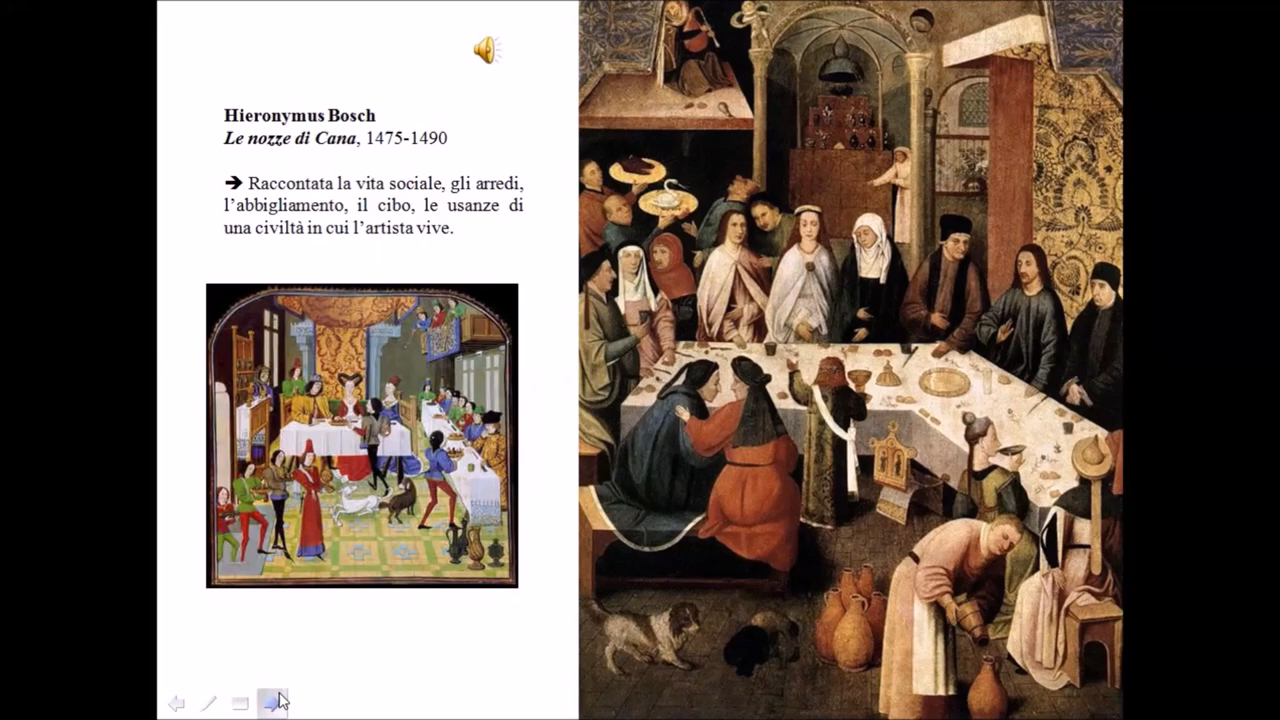 Hieronymus Bosch
Le nozze di Cana, 1475-1490
➔ Raccontata la vita sociale, gli arredi,
l’abbigliamento, il cibo, le usanze di
una civiltà in cui l’artista vive.